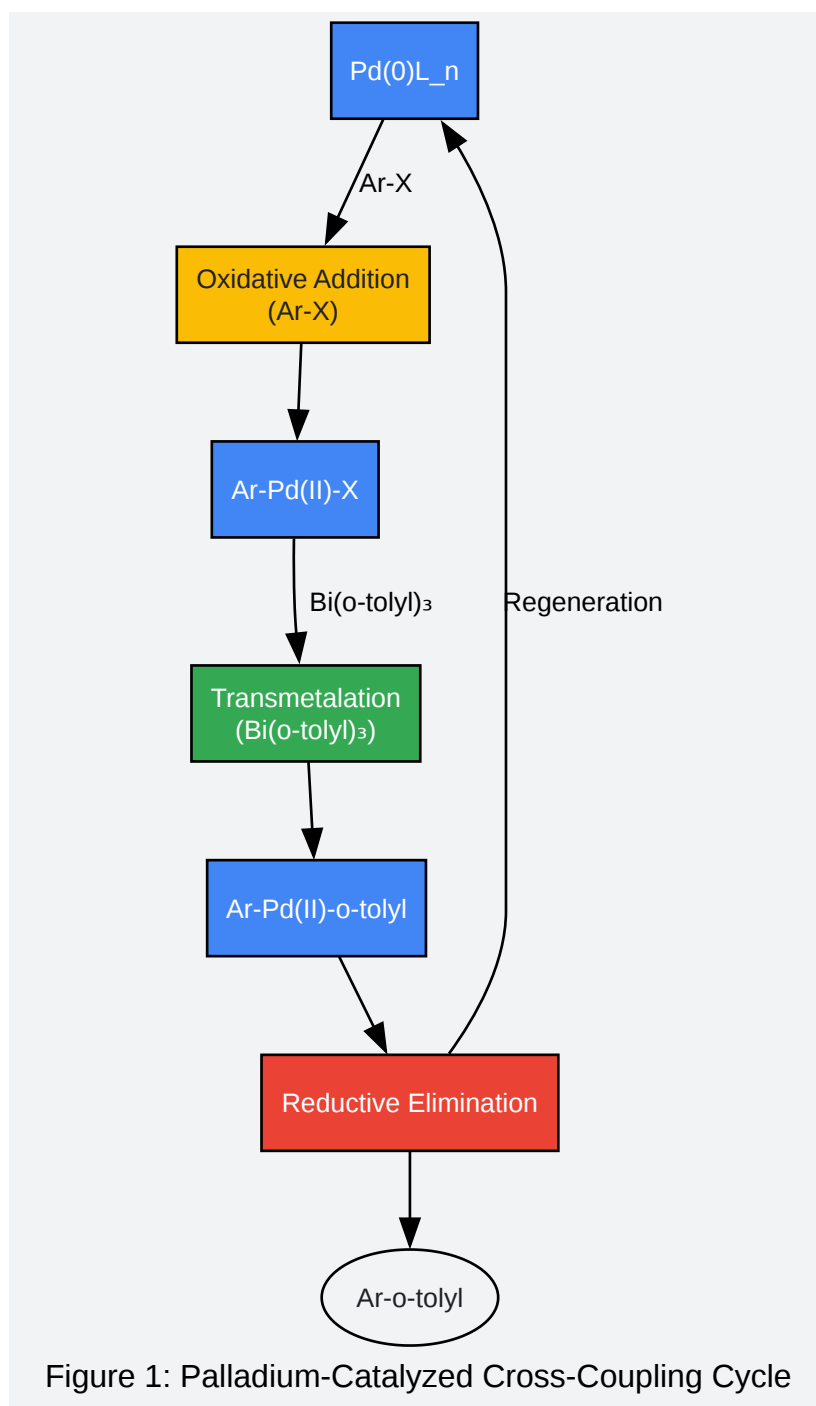 Pd(0)L_n
Ar-X
Oxidative Addition
(Ar-X)
Ar-Pd(II)-X
Bi(o-tolyl)₃
Regeneration
Transmetalation
(Bi(o-tolyl)₃)
Ar-Pd(II)-o-tolyl
Reductive Elimination
Ar-o-tolyl
Figure 1: Palladium-Catalyzed Cross-Coupling Cycle